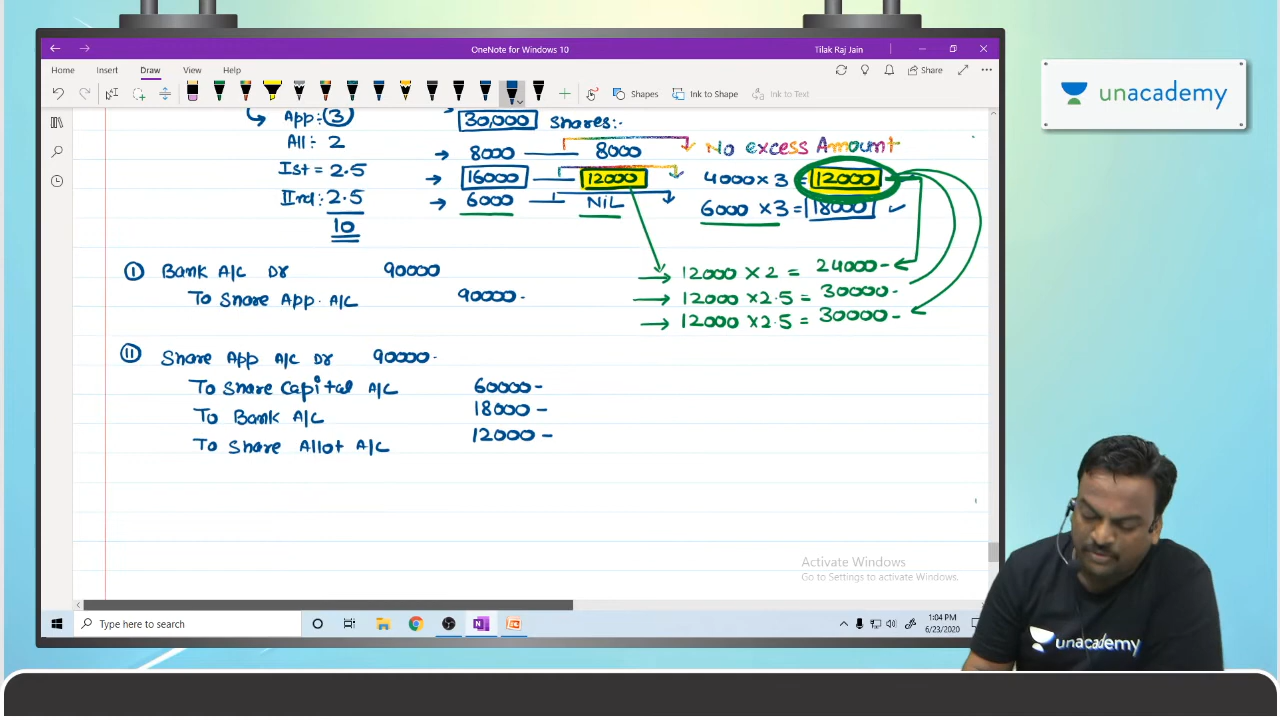 OneNote for Windows 10
Tilak Raj Jain
Home Insert Draw View Help
Share
Shapes Ink to Shape Ink to Text
unacademy
App:- 3
All:- 2
Ist = 2.5
IInd: 2.5
10
30,000 shares:-
8000 — 8000 No excess Amount
16000 — 12000 4000 x 3 = 12000
6000 — NiL 6000 x 3 = 18000
12000 x 2 = 24000-
12000 x 2.5 = 30000-
12000 x 2.5 = 30000-
I Bank A/C Dr 90000
To Share App. A/C 90000-
II Share App A/C Dr 90000-
To Share Capital A/C 60000-
To Bank A/C 18000-
To Share Allot A/C 12000-
Activate Windows
Go to Settings to activate Windows.
Type here to search
1:04 PM
6/23/2020
unacademy